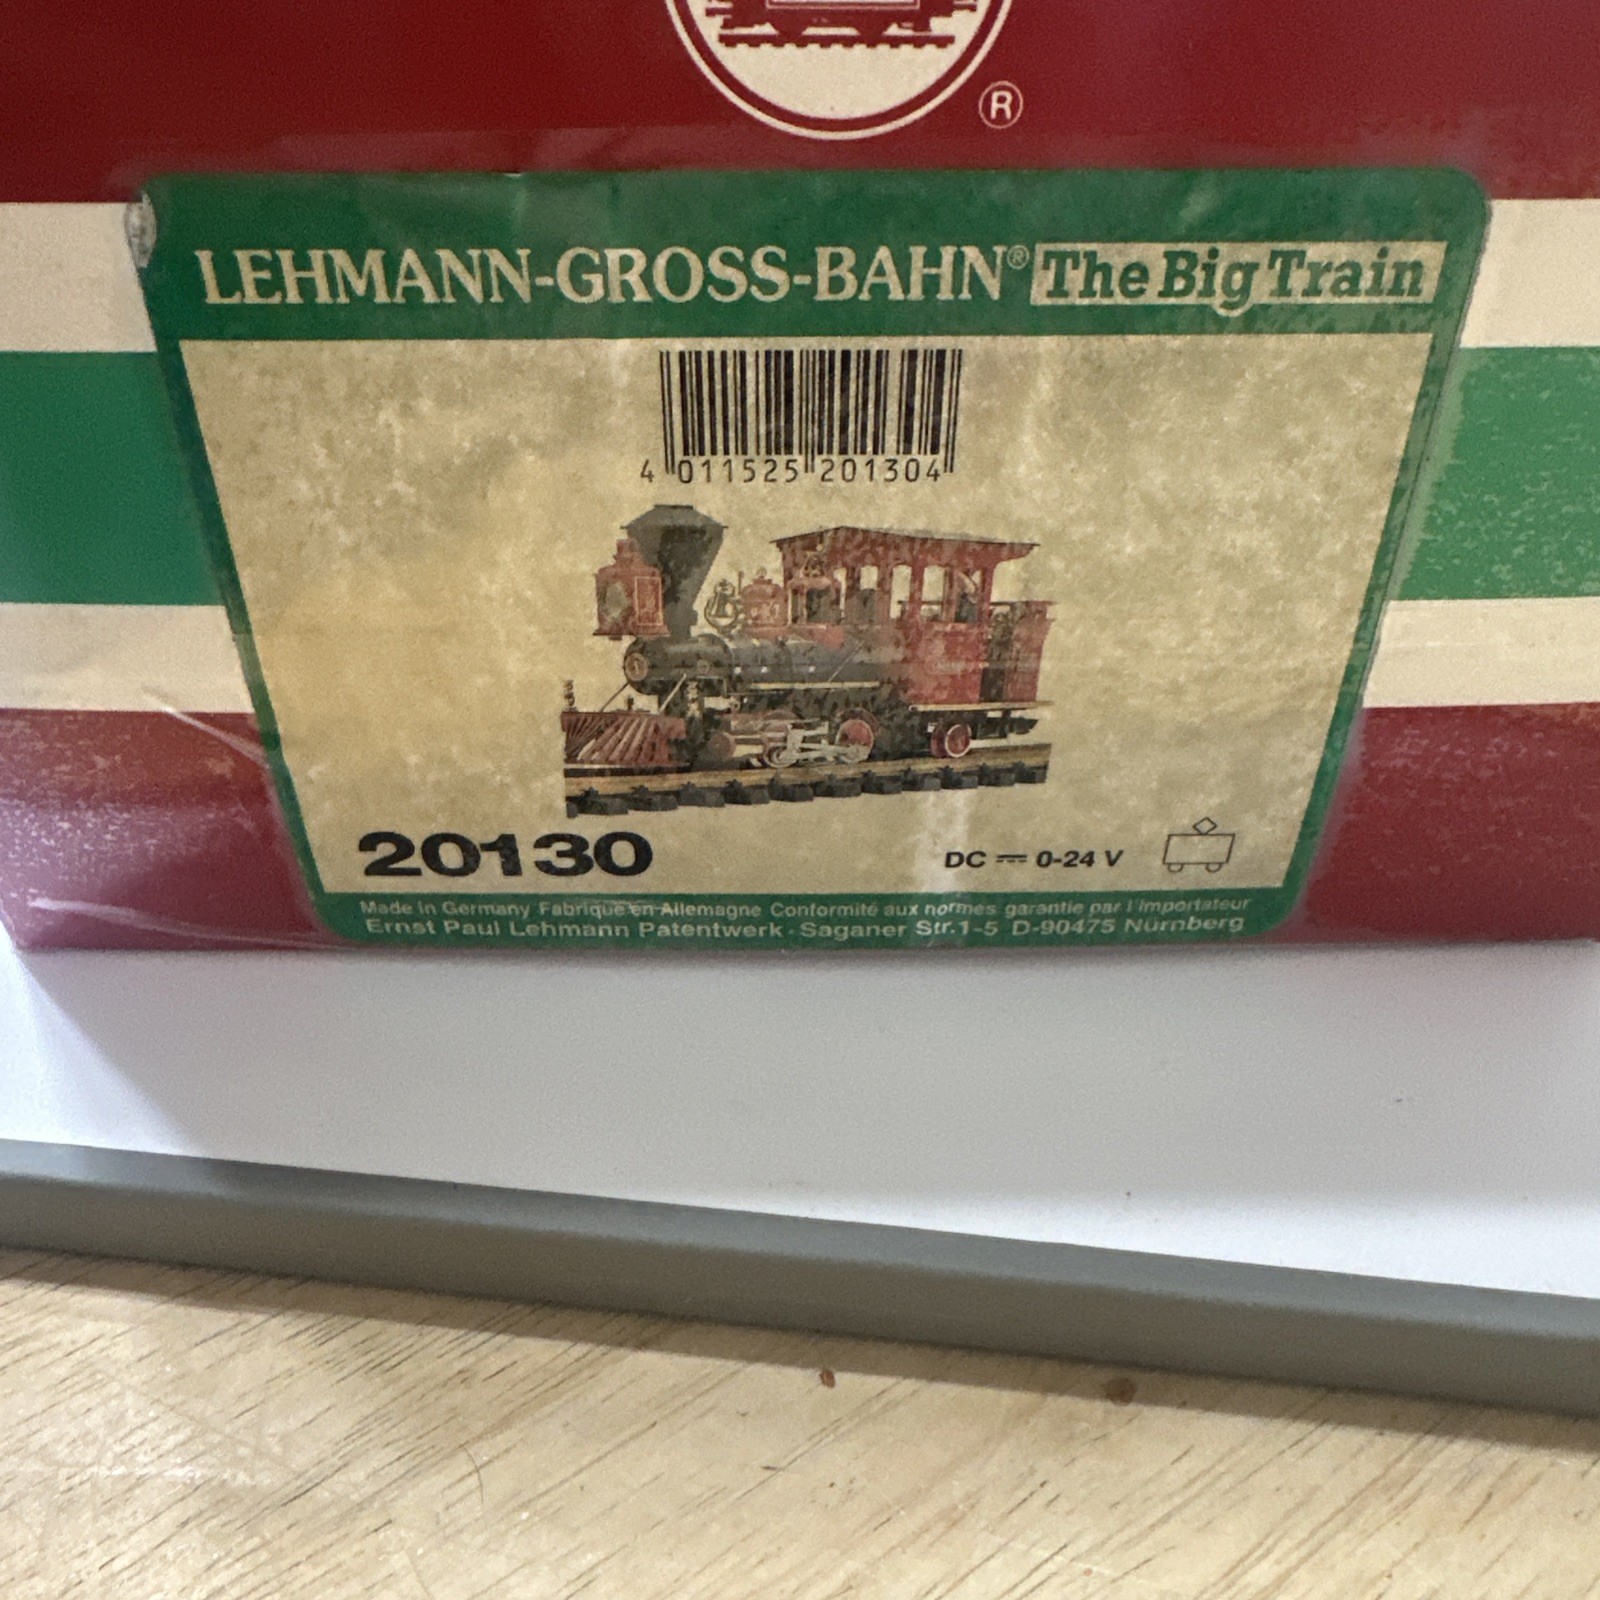 ®
LEHMANN-GROSS-BAHN® The Big Train
4 011525 201304
20130
DC 0-24 V
Made in Germany Fabrique en Allemagne Conformité aux normes garantie par l'importateur
Ernst Paul Lehmann Patentwerk · Saganer Str.1-5 D-90475 Nürnberg